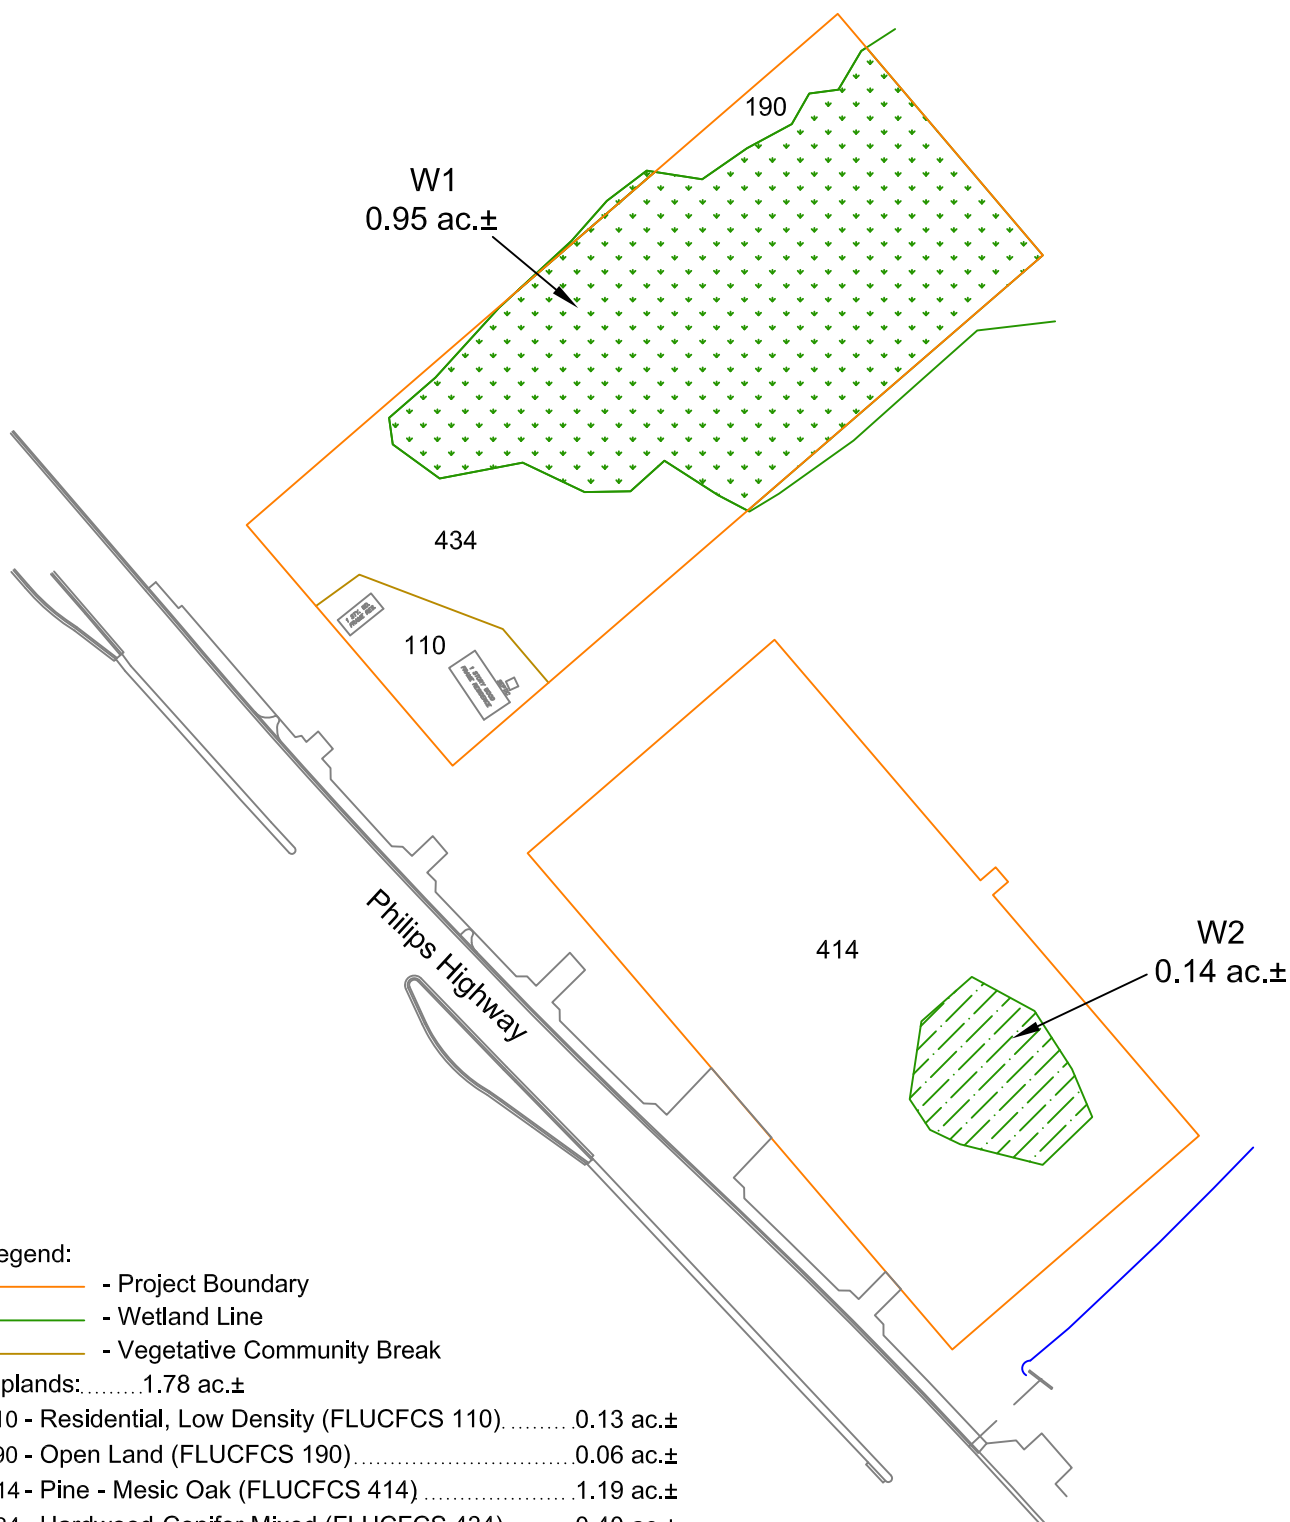 190
W1
0.95 ac.±
434
110
414
W2
0.14 ac.±
Philips Highway
egend:
- Project Boundary
- Wetland Line
- Vegetative Community Break
plands:........1.78 ac.±
10 - Residential, Low Density (FLUCFCS 110).........0.13 ac.±
90 - Open Land (FLUCFCS 190)................................0.06 ac.±
14 - Pine - Mesic Oak (FLUCFCS 414)......................1.19 ac.±